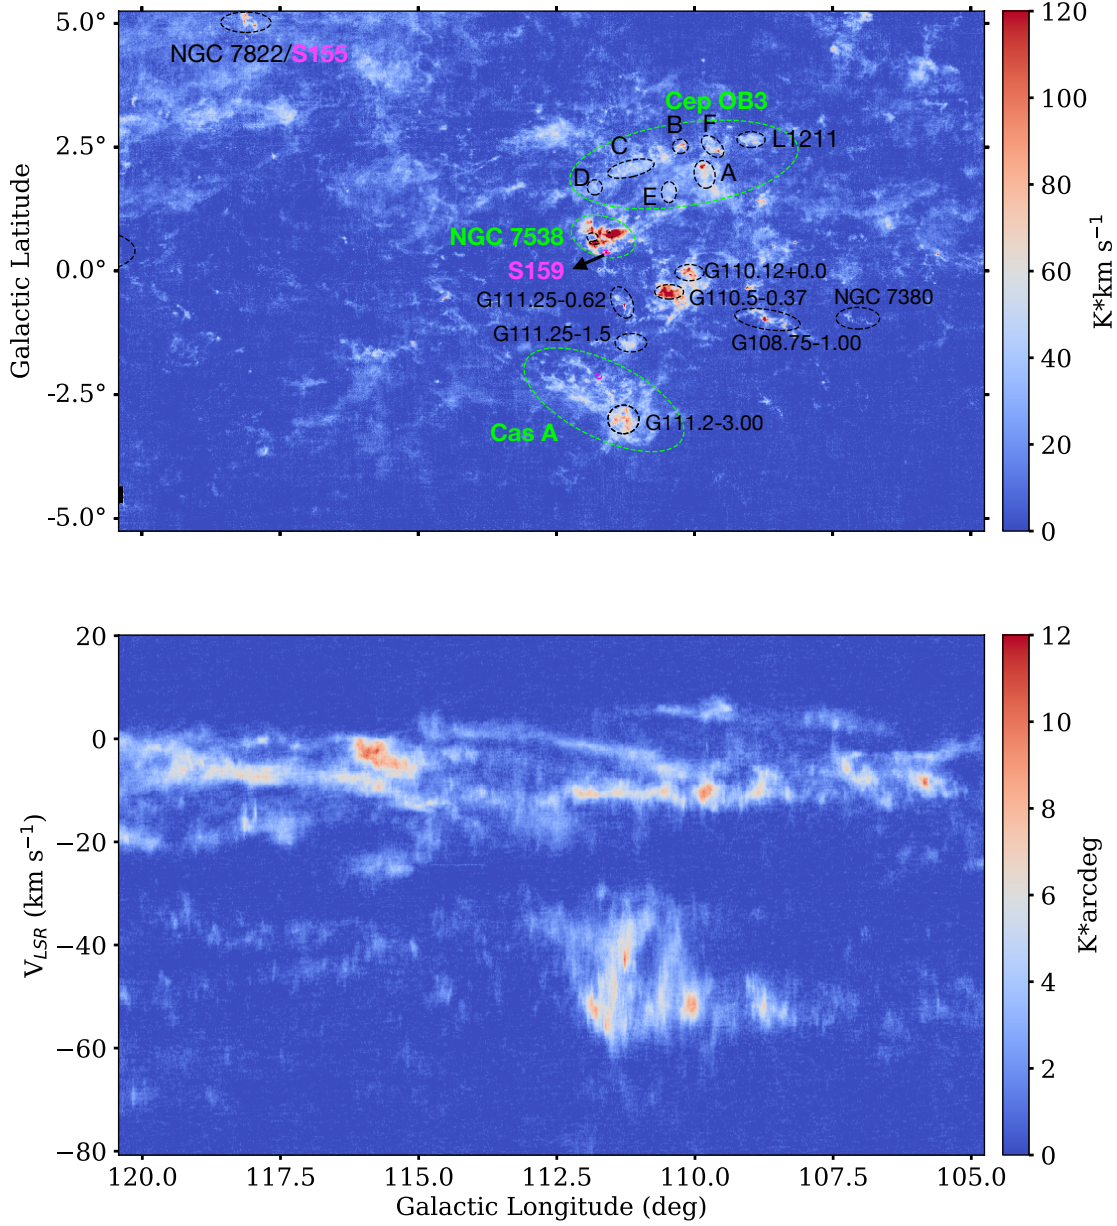 5.0°
2.5°
0.0°
-2.5°
-5.0°
Galactic Latitude
NGC 7822/S155
Cep OB3
B
F
C
L1211
D
A
E
NGC 7538
S159
G110.12+0.0
G111.25-0.62
G110.5-0.37
NGC 7380
G111.25-1.5
G108.75-1.00
Cas A
G111.2-3.00
120
100
80
60
40
20
0
K*km s⁻¹
20
0
−20
−40
−60
−80
V_LSR (km s⁻¹)
120.0
117.5
115.0
112.5
110.0
107.5
105.0
Galactic Longitude (deg)
12
10
8
6
4
2
0
K*arcdeg